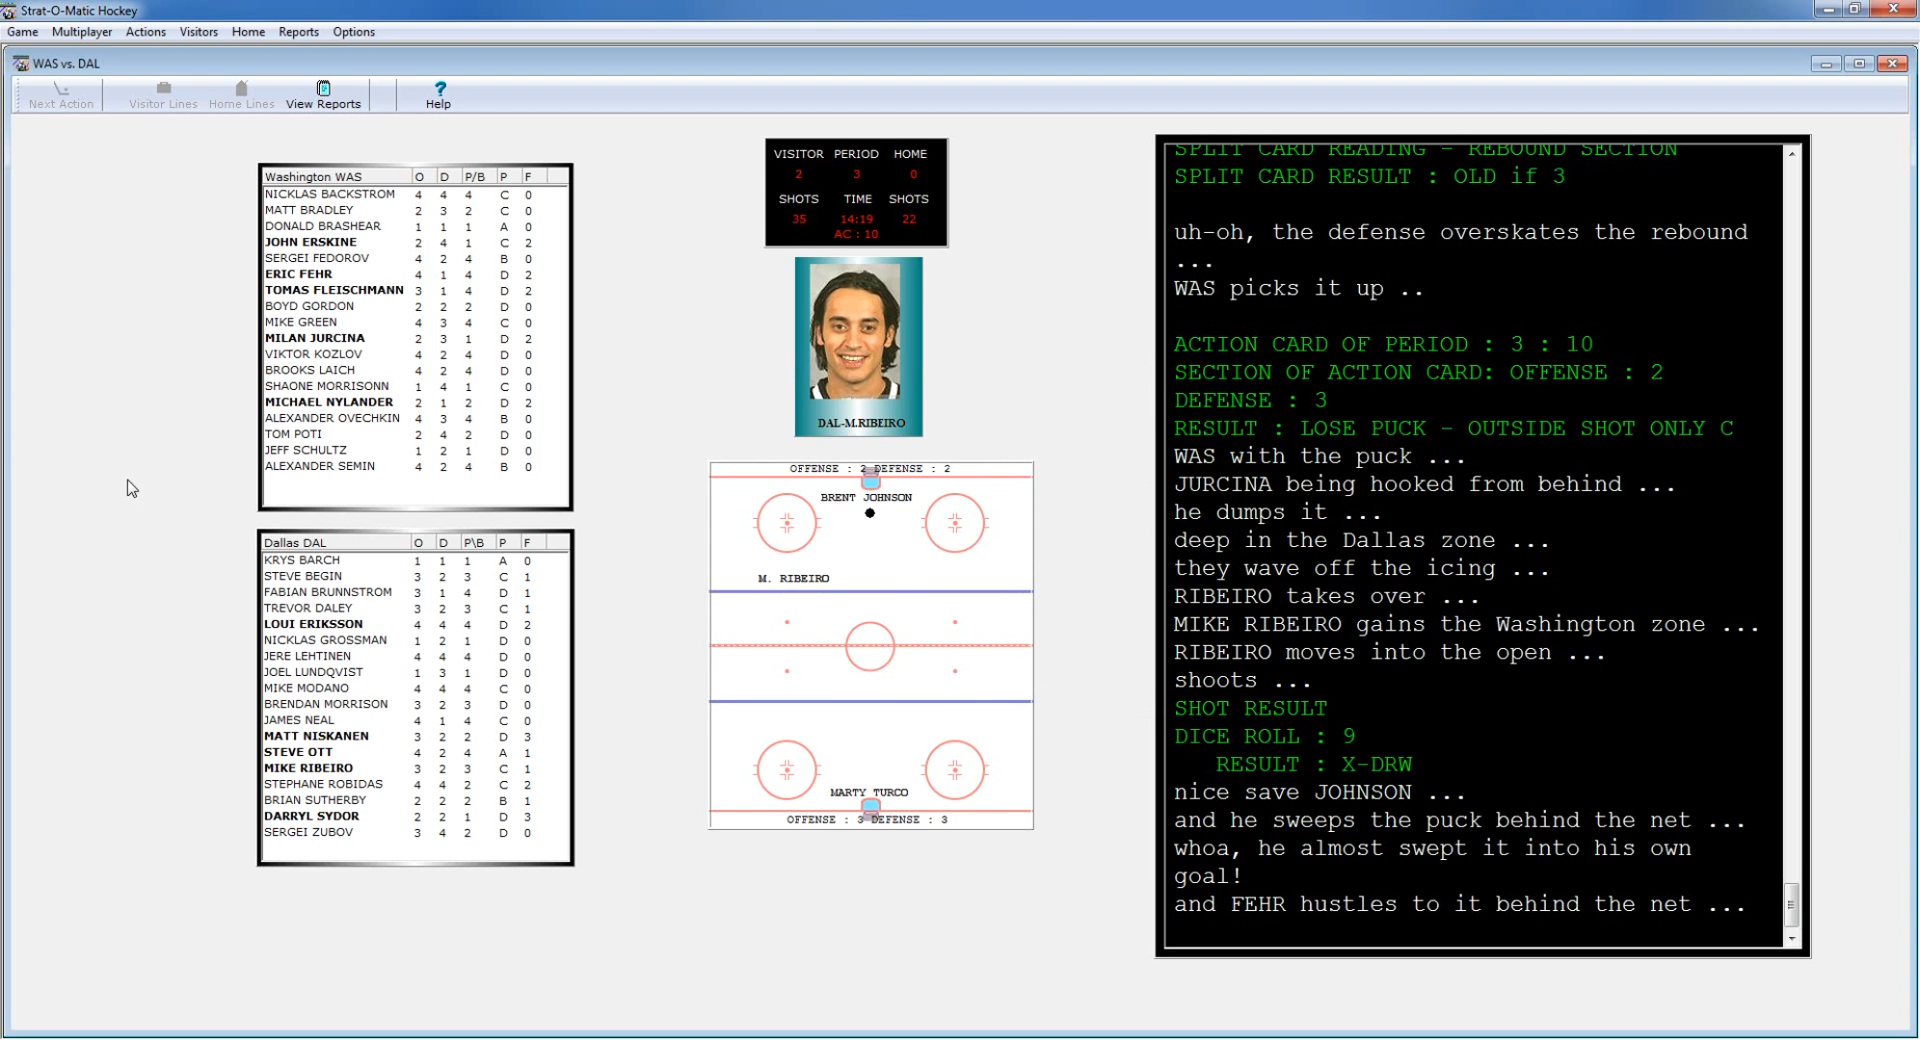 Strat-O-Matic Hockey
Game Multiplayer Actions Visitors Home Reports Options
WAS vs. DAL
Next Action Visitor Lines Home Lines View Reports Help
Washington WAS O D P/B P F
NICKLAS BACKSTROM 4 4 4 C 0
MATT BRADLEY 2 3 2 C 0
DONALD BRASHEAR 1 1 1 A 0
JOHN ERSKINE 2 4 1 C 2
SERGEI FEDOROV 4 2 4 B 0
ERIC FEHR 4 1 4 D 2
TOMAS FLEISCHMANN 3 1 4 D 2
BOYD GORDON 2 2 2 D 0
MIKE GREEN 4 3 4 C 0
MILAN JURCINA 2 3 1 D 2
VIKTOR KOZLOV 4 2 4 D 0
BROOKS LAICH 4 2 4 D 0
SHAONE MORRISONN 1 4 1 C 0
MICHAEL NYLANDER 2 1 2 D 2
ALEXANDER OVECHKIN 4 3 4 B 0
TOM POTI 2 4 2 D 0
JEFF SCHULTZ 1 2 1 D 0
ALEXANDER SEMIN 4 2 4 B 0
Dallas DAL O D P\B P F
KRYS BARCH 1 1 1 A 0
STEVE BEGIN 3 2 3 C 1
FABIAN BRUNNSTROM 3 1 4 D 1
TREVOR DALEY 3 2 3 C 1
LOUI ERIKSSON 4 4 4 D 2
NICKLAS GROSSMAN 1 2 1 D 0
JERE LEHTINEN 4 4 4 D 0
JOEL LUNDQVIST 1 3 1 D 0
MIKE MODANO 4 4 4 C 0
BRENDAN MORRISON 3 2 3 D 0
JAMES NEAL 4 1 4 C 0
MATT NISKANEN 3 2 2 D 3
STEVE OTT 4 2 4 A 1
MIKE RIBEIRO 3 2 3 C 1
STEPHANE ROBIDAS 4 4 2 C 2
BRIAN SUTHERBY 2 2 2 B 1
DARRYL SYDOR 2 2 1 D 3
SERGEI ZUBOV 3 4 2 D 0
VISITOR PERIOD HOME
2 3 0
SHOTS TIME SHOTS
35 14:19 22
AC : 10
DAL-M.RIBEIRO
OFFENSE : 2 DEFENSE : 2
BRENT JOHNSON
M. RIBEIRO
MARTY TURCO
OFFENSE : 3 DEFENSE : 3
SPLIT CARD READING - REBOUND SECTION
SPLIT CARD RESULT : OLD if 3
uh-oh, the defense overskates the rebound
...
WAS picks it up ..
ACTION CARD OF PERIOD : 3 : 10
SECTION OF ACTION CARD: OFFENSE : 2
DEFENSE : 3
RESULT : LOSE PUCK - OUTSIDE SHOT ONLY C
WAS with the puck ...
JURCINA being hooked from behind ...
he dumps it ...
deep in the Dallas zone ...
they wave off the icing ...
RIBEIRO takes over ...
MIKE RIBEIRO gains the Washington zone ...
RIBEIRO moves into the open ...
shoots ...
SHOT RESULT
DICE ROLL : 9
RESULT : X-DRW
nice save JOHNSON ...
and he sweeps the puck behind the net ...
whoa, he almost swept it into his own
goal!
and FEHR hustles to it behind the net ...